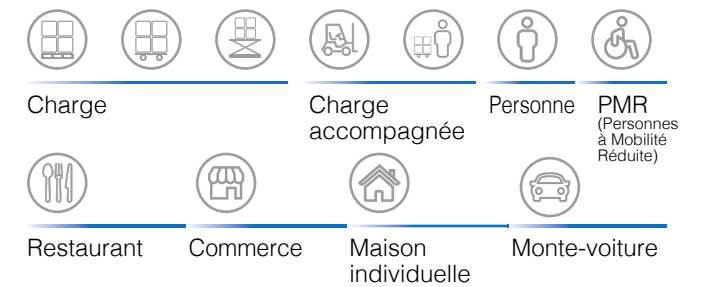 Charge
Charge
accompagnée
Personne
PMR
(Personnes
à Mobilité
Réduite)
Restaurant
Commerce
Maison
individuelle
Monte-voiture